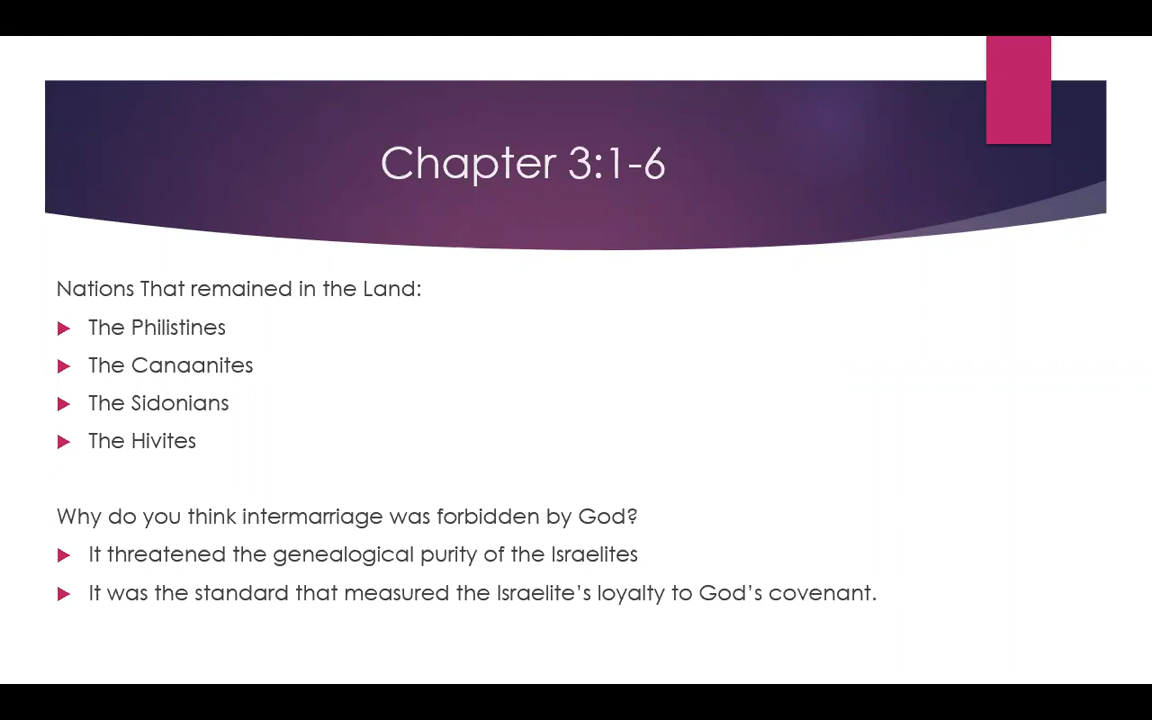 Chapter 3:1-6
Nations That remained in the Land:
The Philistines
The Canaanites
The Sidonians
The Hivites
Why do you think intermarriage was forbidden by God?
It threatened the genealogical purity of the Israelites
It was the standard that measured the Israelite’s loyalty to God’s covenant.